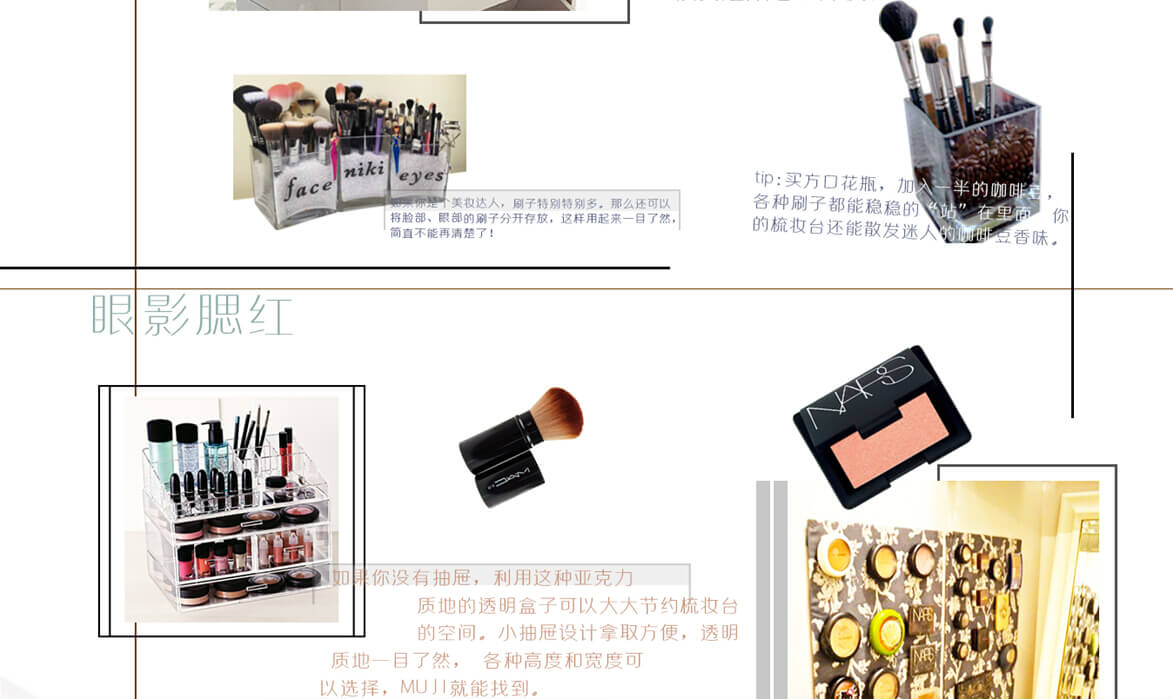 face
niki
eyes
如果你是个美妆达人，刷子特别特别多。那么还可以
将脸部、眼部的刷子分开存放，这样用起来一目了然，
简直不能再清楚了！
tip:买方口花瓶，加入一半的咖啡豆，
各种刷子都能稳稳的“站”在里面 你
的梳妆台还能散发迷人的咖啡豆香味。
眼影腮红
NARS
MAC
如果你没有抽屉，利用这种亚克力
质地的透明盒子可以大大节约梳妆台
的空间。小抽屉设计拿取方便，透明
质地一目了然， 各种高度和宽度可
以选择，MUJI就能找到。
NARS
NARS